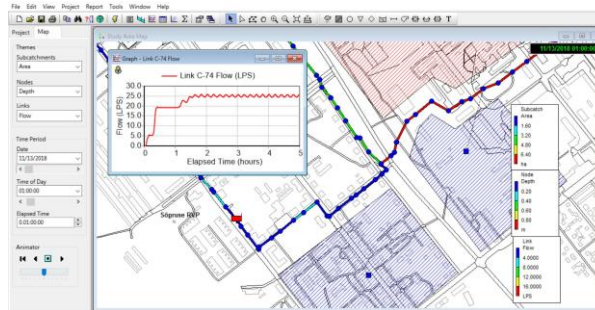 File Edit View Project Report Tools Window Help
Project Map
Study Area Map
11/13/2018 01:00:00
Themes
Subcatchments
Area
Nodes
Depth
Links
Flow
Time Period
Date
11/13/2018
Time of Day
01:00:00
Elapsed Time
0.01:00:00
Animator
Graph - Link C-74 Flow
Link C-74 Flow (LPS)
Flow (LPS)
30.0
25.0
20.0
15.0
10.0
5.0
0.0
0 1 2 3 4 5
Elapsed Time (hours)
Sõpruse RVP
Subcatch
Area
1.60
3.20
4.80
6.40
ha
Node
Depth
0.20
0.40
0.60
0.80
m
Link
Flow
4.0000
8.0000
12.0000
16.0000
LPS